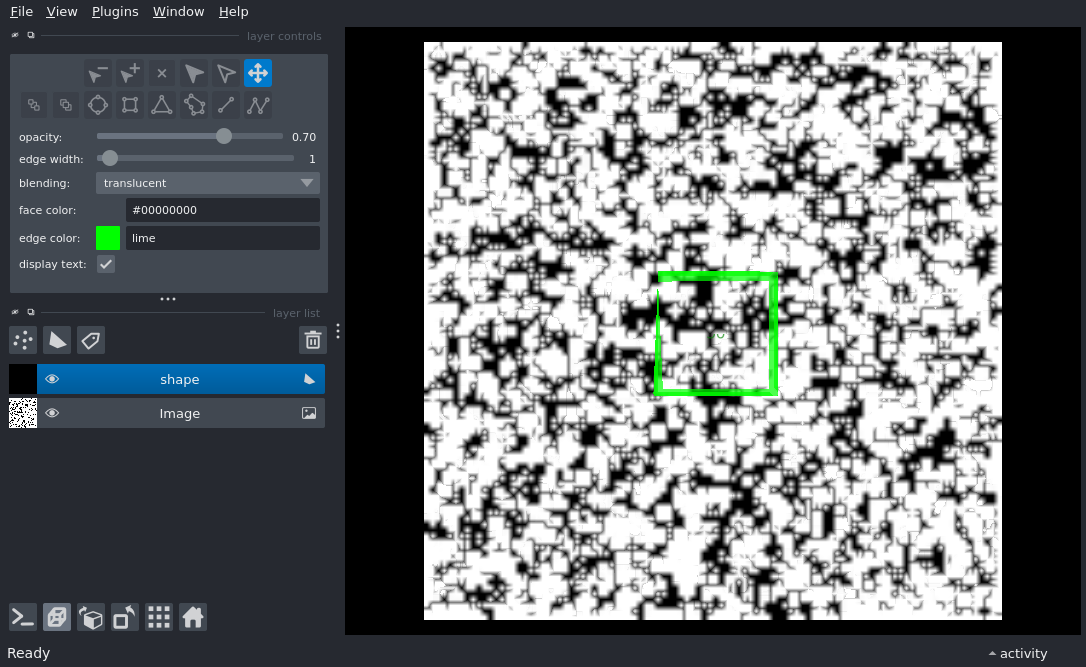 File View Plugins Window Help
layer controls
opacity: 0.70
edge width: 1
blending: translucent
face color: #00000000
edge color: lime
display text:
layer list
shape
Image
Ready
activity